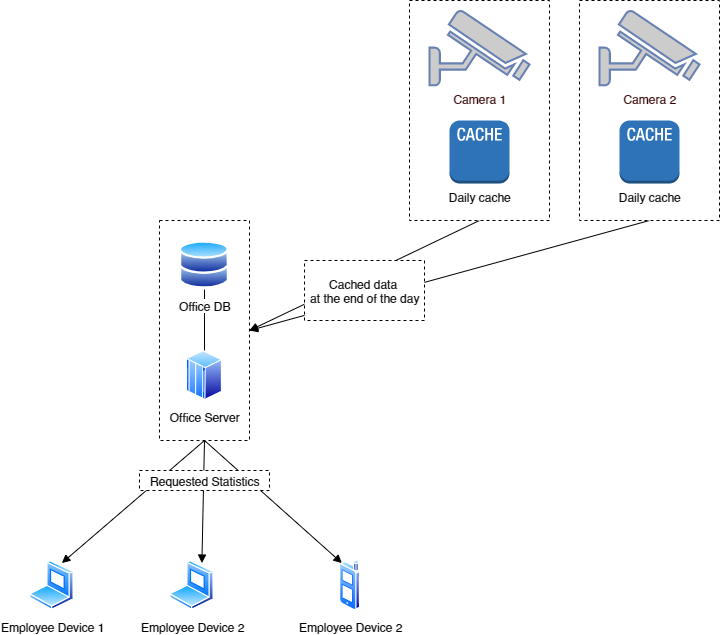 Camera 1
Camera 2
CACHE
CACHE
Daily cache
Daily cache
Cached data
at the end of the day
Office DB
Office Server
Requested Statistics
Employee Device 1
Employee Device 2
Employee Device 2